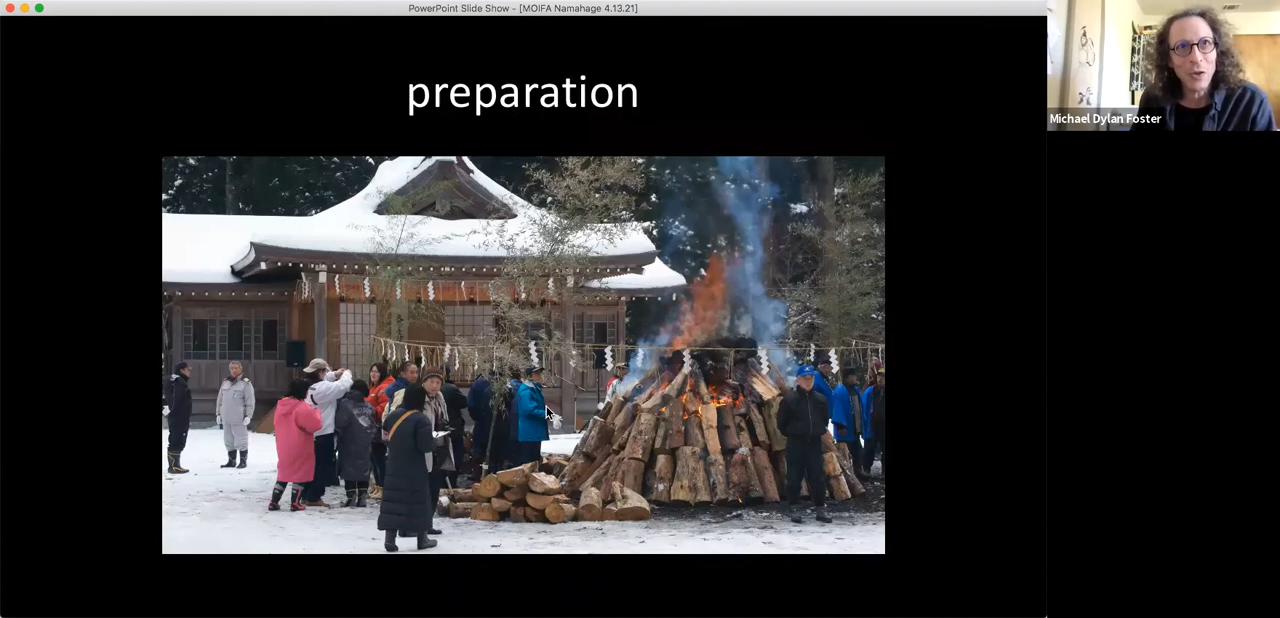 PowerPoint Slide Show - [MOIFA Namahage 4.13.21]
preparation
Michael Dylan Foster